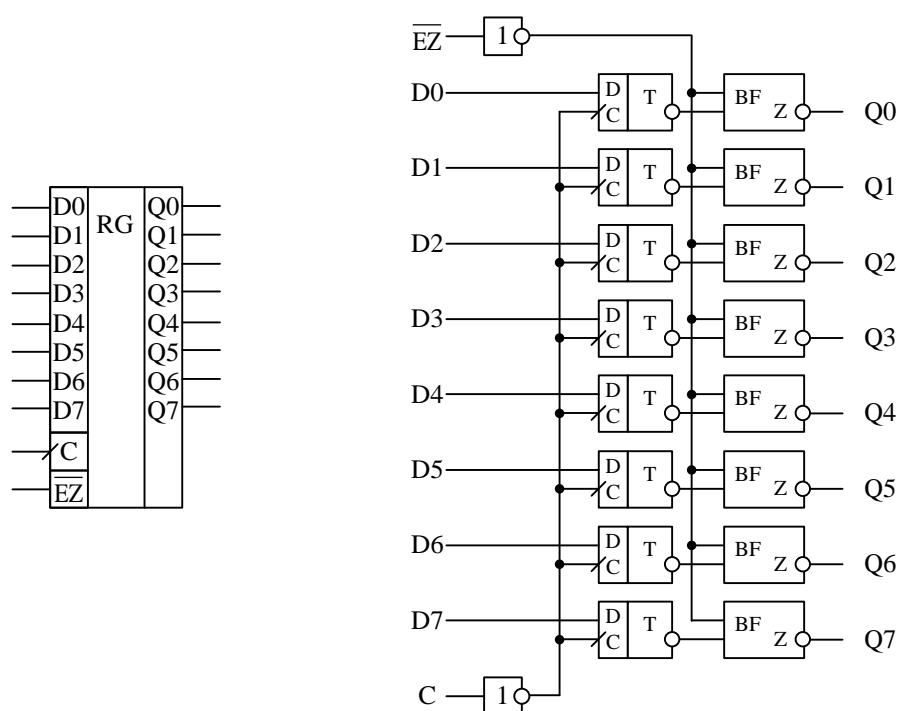 D0 RG Q0
D1 Q1
D2 Q2
D3 Q3
D4 Q4
D5 Q5
D6 Q6
D7 Q7
C
E̅Z̅
E̅Z̅ 1
D0 D T BF Q0
C Z
D1 D T BF Q1
C Z
D2 D T BF Q2
C Z
D3 D T BF Q3
C Z
D4 D T BF Q4
C Z
D5 D T BF Q5
C Z
D6 D T BF Q6
C Z
D7 D T BF Q7
C Z
C 1